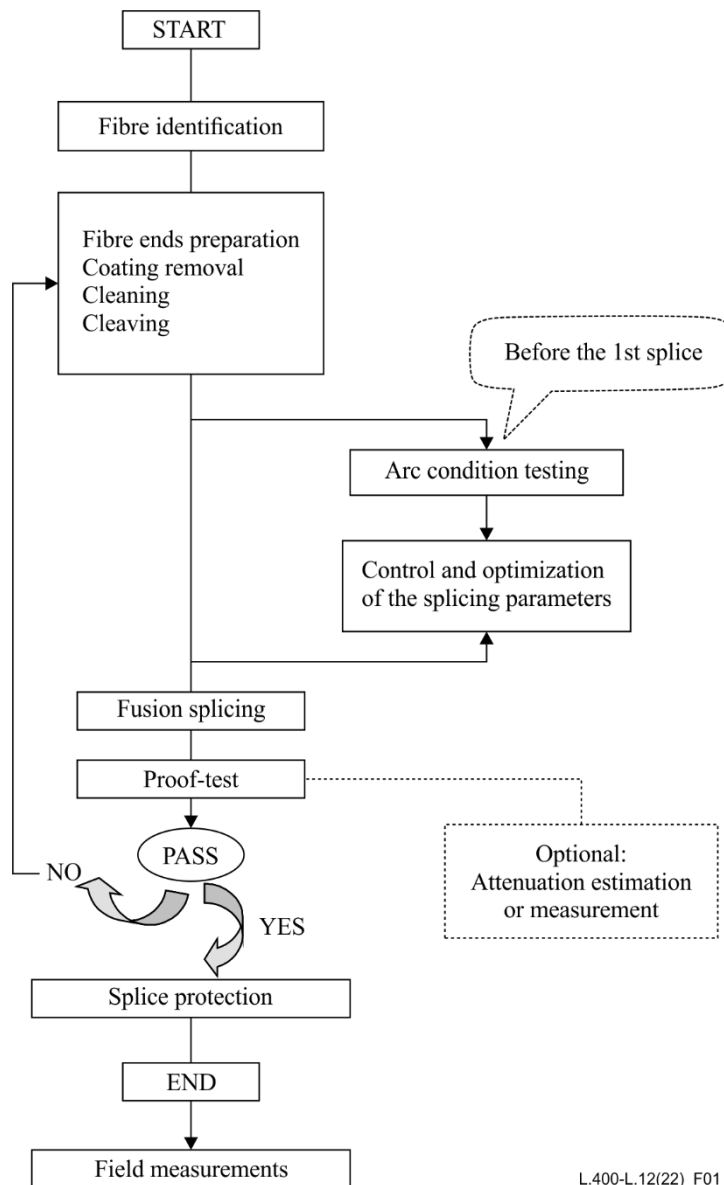 START
Fibre identification
Fibre ends preparation
Coating removal
Cleaning
Cleaving
Before the 1st splice
Arc condition testing
Control and optimization
of the splicing parameters
Fusion splicing
Proof-test
PASS
NO
YES
Optional:
Attenuation estimation
or measurement
Splice protection
END
Field measurements
L.400-L.12(22)_F01